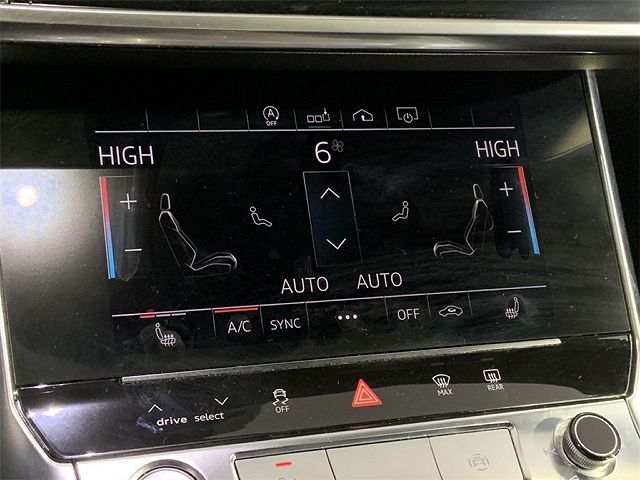 A
OFF
HIGH 6 HIGH
+ +
− −
AUTO AUTO
A/C SYNC ••• OFF
drive select
OFF
MAX
REAR